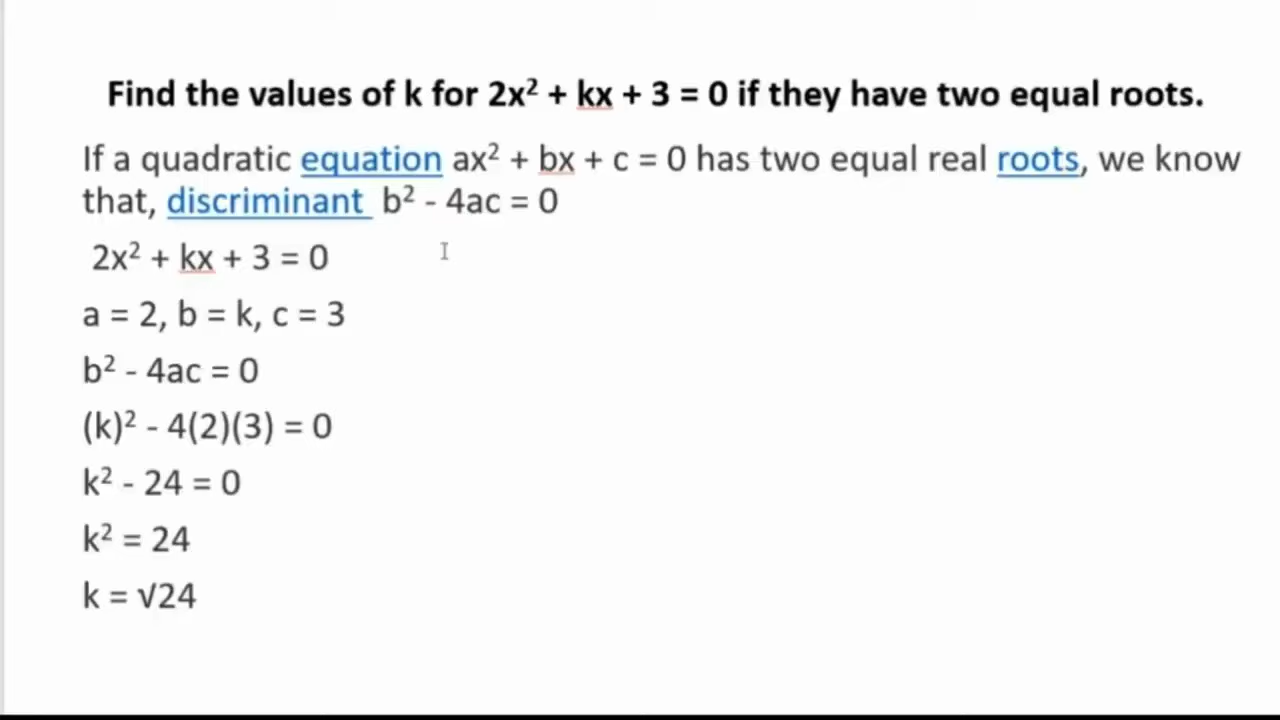 Find the values of k for 2x² + kx + 3 = 0 if they have two equal roots.
If a quadratic equation ax² + bx + c = 0 has two equal real roots, we know
that, discriminant b² - 4ac = 0
2x² + kx + 3 = 0
a = 2, b = k, c = 3
b² - 4ac = 0
(k)² - 4(2)(3) = 0
k² - 24 = 0
k² = 24
k = √24